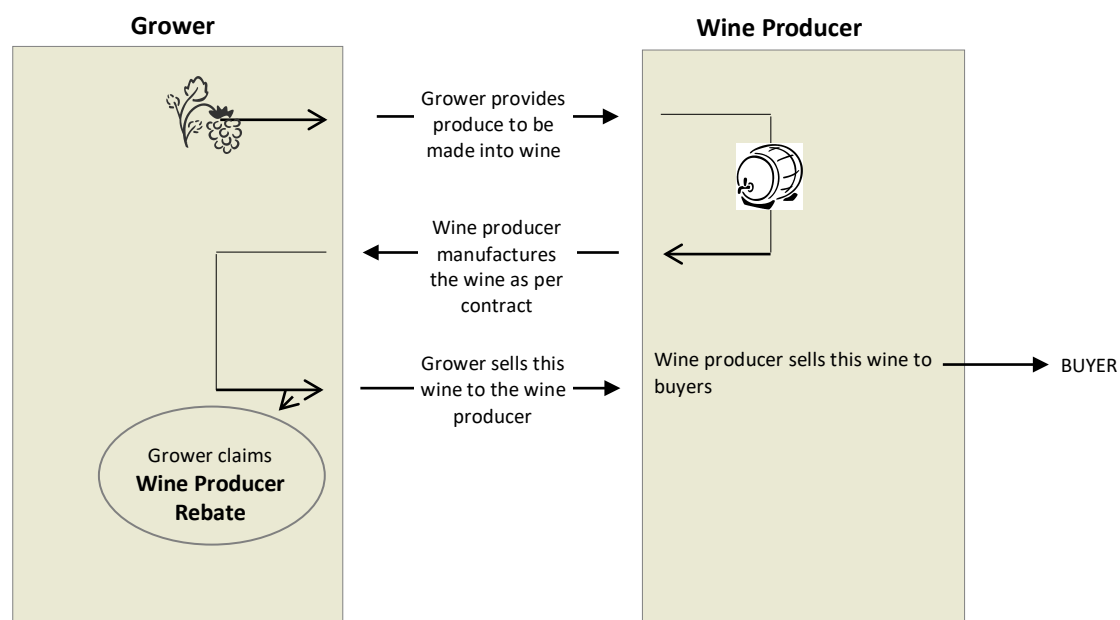 Grower
Wine Producer
Grower provides
produce to be
made into wine
Wine producer
manufactures
the wine as per
contract
Grower sells this
wine to the wine
producer
Wine producer sells this wine to
buyers
BUYER
Grower claims
Wine Producer
Rebate